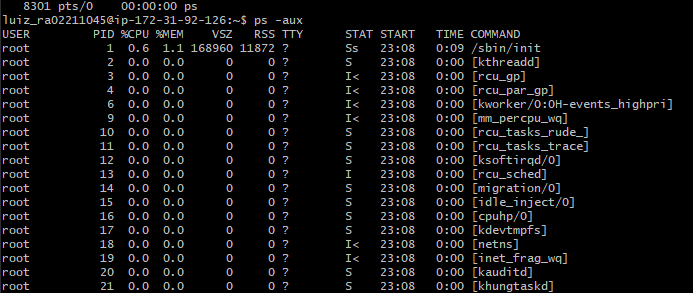 8301 pts/0    00:00:00 ps
luiz_ra02211045@ip-172-31-92-126:~$ ps -aux
USER         PID %CPU %MEM    VSZ   RSS TTY      STAT START   TIME COMMAND
root           1  0.6  1.1 168960 11872 ?        Ss   23:08   0:09 /sbin/init
root           2  0.0  0.0      0     0 ?        S    23:08   0:00 [kthreadd]
root           3  0.0  0.0      0     0 ?        I<   23:08   0:00 [rcu_gp]
root           4  0.0  0.0      0     0 ?        I<   23:08   0:00 [rcu_par_gp]
root           6  0.0  0.0      0     0 ?        I<   23:08   0:00 [kworker/0:0H-events_highpri]
root           9  0.0  0.0      0     0 ?        I<   23:08   0:00 [mm_percpu_wq]
root          10  0.0  0.0      0     0 ?        S    23:08   0:00 [rcu_tasks_rude_]
root          11  0.0  0.0      0     0 ?        S    23:08   0:00 [rcu_tasks_trace]
root          12  0.0  0.0      0     0 ?        S    23:08   0:00 [ksoftirqd/0]
root          13  0.0  0.0      0     0 ?        I    23:08   0:00 [rcu_sched]
root          14  0.0  0.0      0     0 ?        S    23:08   0:00 [migration/0]
root          15  0.0  0.0      0     0 ?        S    23:08   0:00 [idle_inject/0]
root          16  0.0  0.0      0     0 ?        S    23:08   0:00 [cpuhp/0]
root          17  0.0  0.0      0     0 ?        S    23:08   0:00 [kdevtmpfs]
root          18  0.0  0.0      0     0 ?        I<   23:08   0:00 [netns]
root          19  0.0  0.0      0     0 ?        I<   23:08   0:00 [inet_frag_wq]
root          20  0.0  0.0      0     0 ?        S    23:08   0:00 [kauditd]
root          21  0.0  0.0      0     0 ?        S    23:08   0:00 [khungtaskd]